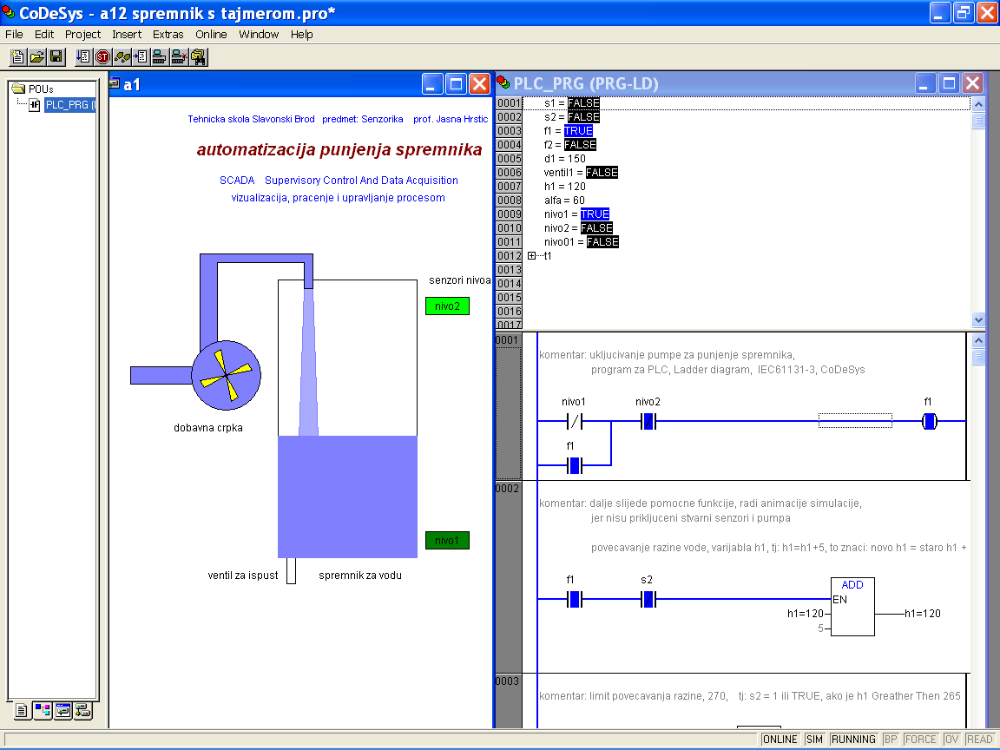 CoDeSys - a12 spremnik s tajmerom.pro*
File Edit Project Insert Extras Online Window Help
POUs
PLC_PRG (
a1
Tehnicka skola Slavonski Brod predmet: Senzorika prof. Jasna Hrstic
automatizacija punjenja spremnika
SCADA Supervisory Control And Data Acquisition
vizualizacija, pracenje i upravljanje procesom
senzori nivoa
nivo2
dobavna crpka
nivo1
ventil za ispust
spremnik za vodu
PLC_PRG (PRG-LD)
0001 s1 = FALSE
0002 s2 = FALSE
0003 f1 = TRUE
0004 f2 = FALSE
0005 d1 = 150
0006 ventil1 = FALSE
0007 h1 = 120
0008 alfa = 60
0009 nivo1 = TRUE
0010 nivo2 = FALSE
0011 nivo01 = FALSE
0012 t1
0013
0014
0015
0016
0017
0001
komentar: ukljucivanje pumpe za punjenje spremnika,
program za PLC, Ladder diagram, IEC61131-3, CoDeSys
nivo1 nivo2 f1
f1
0002
komentar: dalje slijede pomocne funkcije, radi animacije simulacije,
jer nisu prikljuceni stvarni senzori i pumpa
povecavanje razine vode, varijabla h1, tj: h1=h1+5, to znaci: novo h1 = staro h1 +
f1 s2
ADD
EN
h1=120 h1=120
5
0003
komentar: limit povecavanja razine, 270, tj: s2 = 1 ili TRUE, ako je h1 Greather Then 265
ONLINE SIM RUNNING BP FORCE OV READ